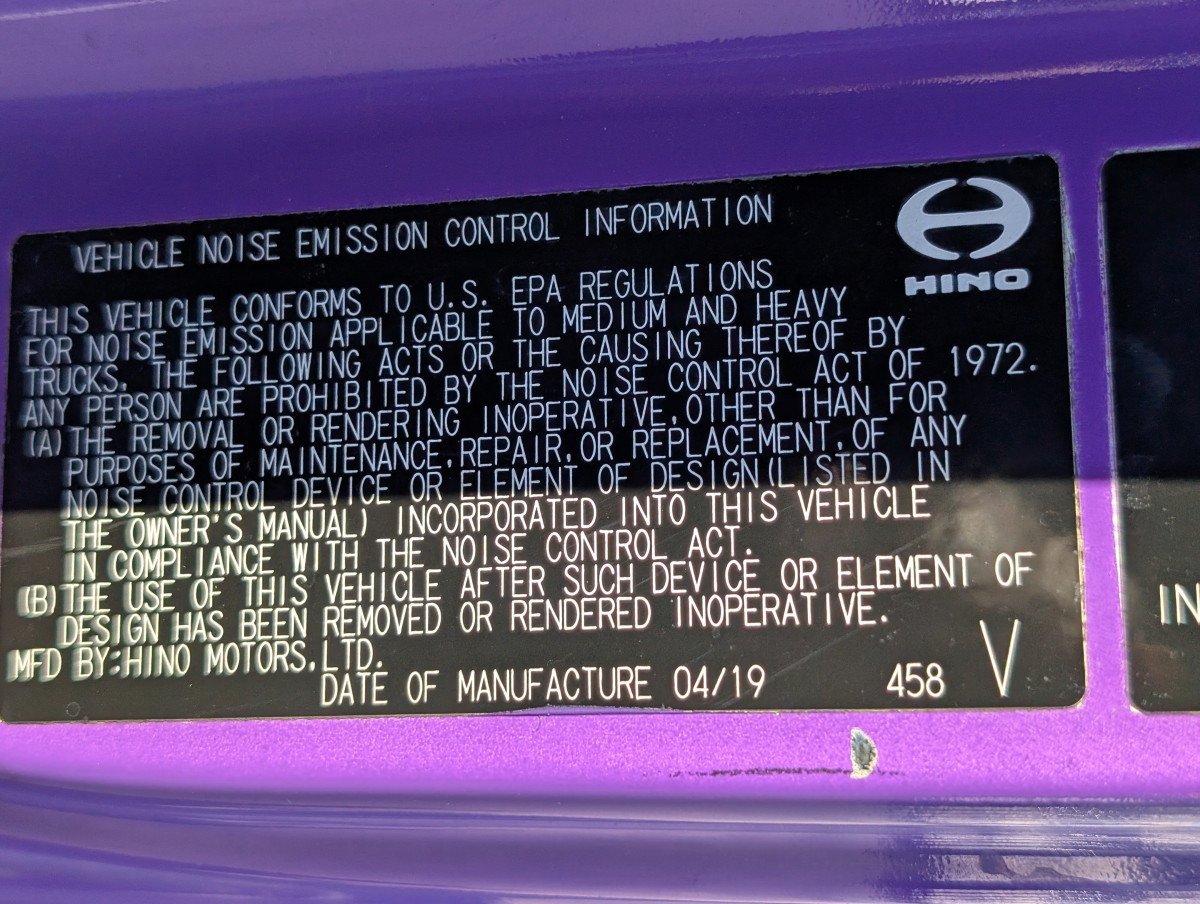 VEHICLE NOISE EMISSION CONTROL INFORMATION
HINO
THIS VEHICLE CONFORMS TO U.S. EPA REGULATIONS
FOR NOISE EMISSION APPLICABLE TO MEDIUM AND HEAVY
TRUCKS. THE FOLLOWING ACTS OR THE CAUSING THEREOF BY
ANY PERSON ARE PROHIBITED BY THE NOISE CONTROL ACT OF 1972.
(A) THE REMOVAL OR RENDERING INOPERATIVE, OTHER THAN FOR
PURPOSES OF MAINTENANCE, REPAIR, OR REPLACEMENT, OF ANY
NOISE CONTROL DEVICE OR ELEMENT OF DESIGN (LISTED IN
THE OWNER'S MANUAL) INCORPORATED INTO THIS VEHICLE
IN COMPLIANCE WITH THE NOISE CONTROL ACT.
(B) THE USE OF THIS VEHICLE AFTER SUCH DEVICE OR ELEMENT OF
DESIGN HAS BEEN REMOVED OR RENDERED INOPERATIVE.
MFD BY: HINO MOTORS, LTD.
DATE OF MANUFACTURE 04/19 458 V